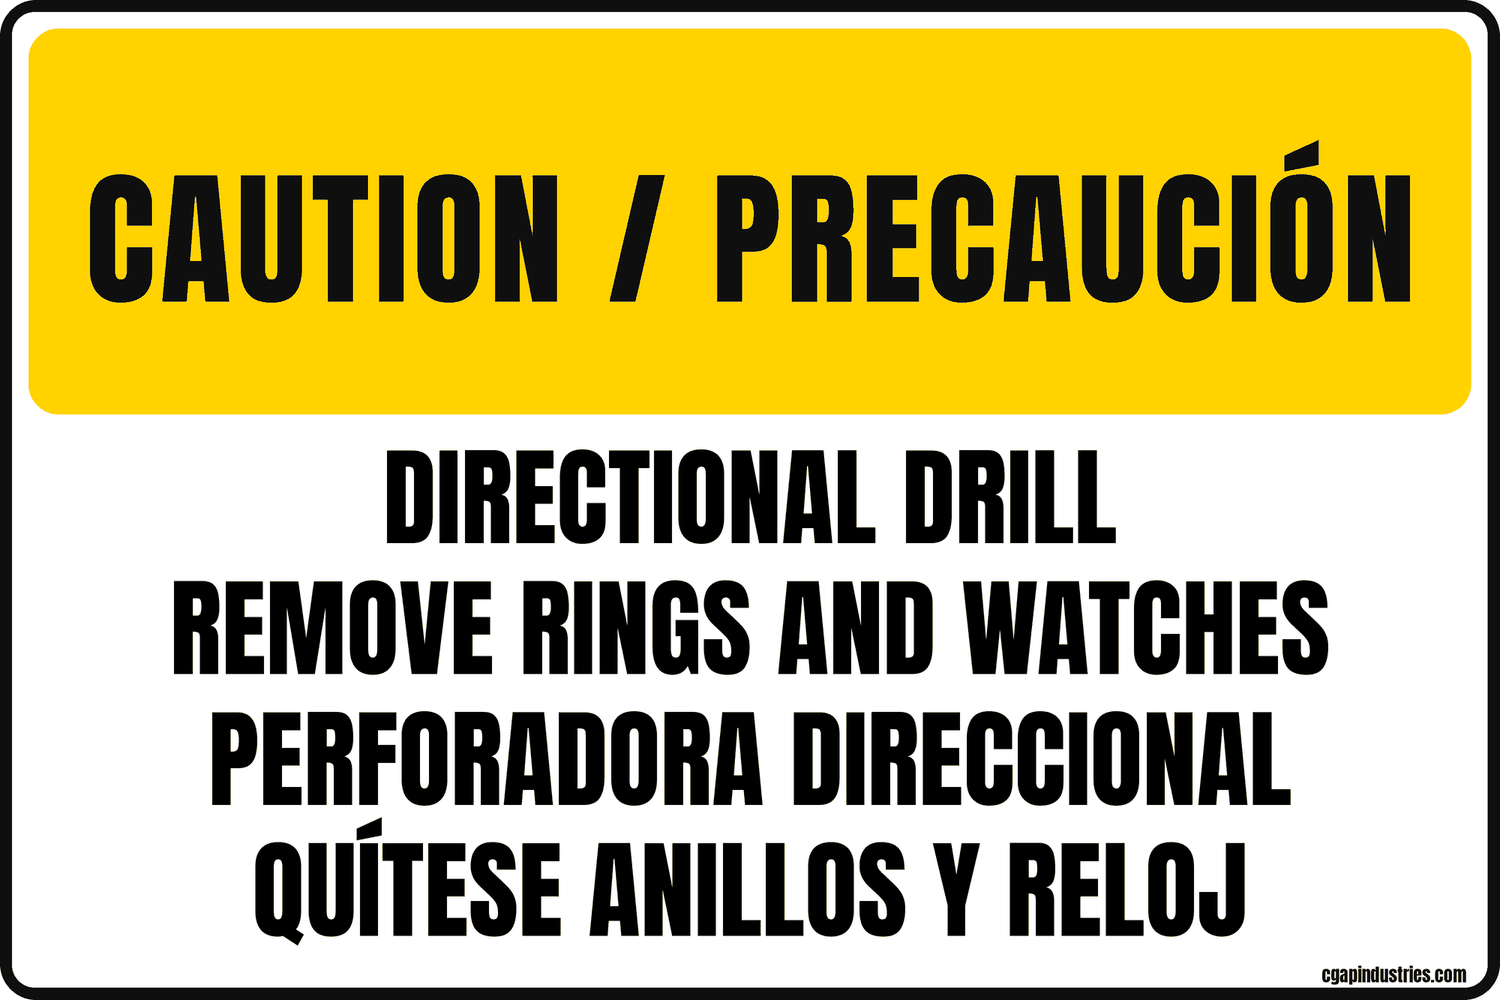 CAUTION / PRECAUCIÓN
DIRECTIONAL DRILL
REMOVE RINGS AND WATCHES
PERFORADORA DIRECCIONAL
QUÍTESE ANILLOS Y RELOJ
cgapindustries.com